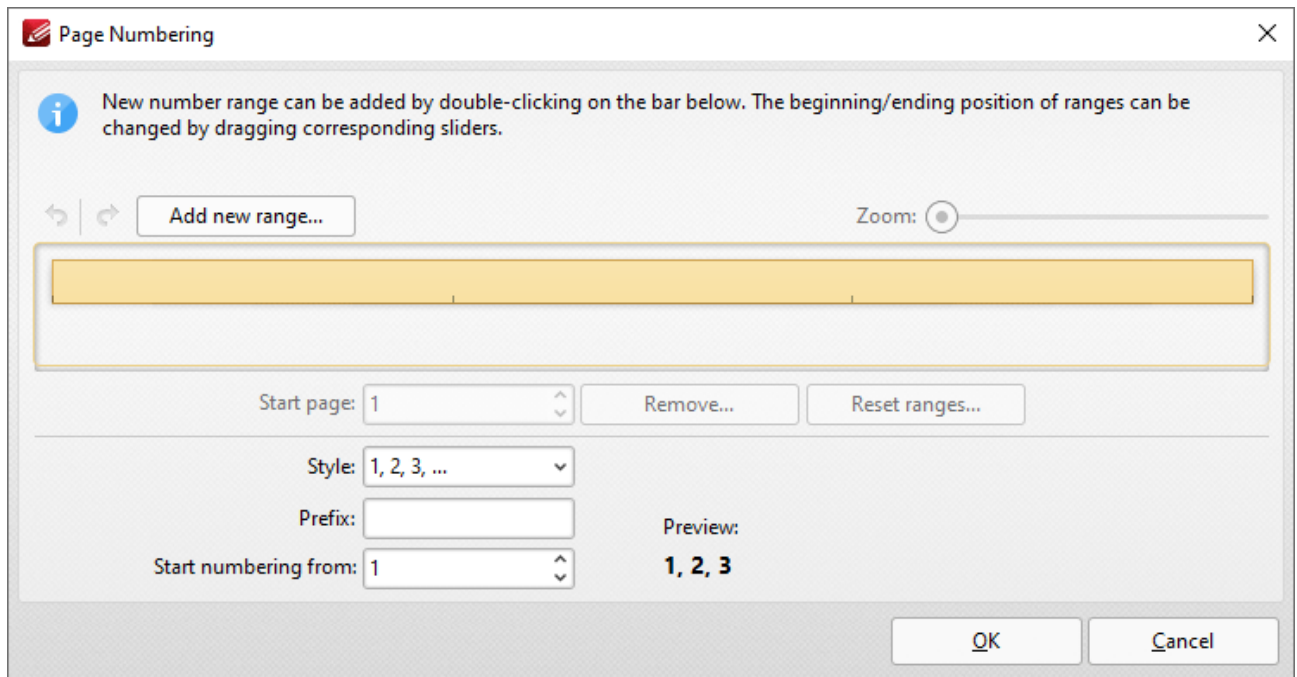 Page Numbering
New number range can be added by double-clicking on the bar below. The beginning/ending position of ranges can be
changed by dragging corresponding sliders.
Add new range...
Zoom:
Start page: 1
Remove...
Reset ranges...
Style: 1, 2, 3, ...
Prefix:
Preview:
Start numbering from: 1
1, 2, 3
OK
Cancel